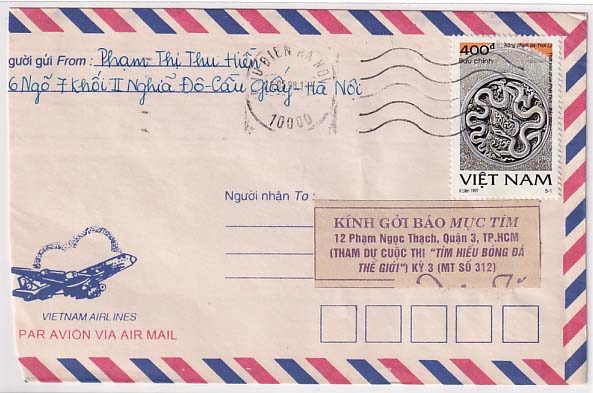 gười gửi From: Phạm Thị Thu Hiền
6 Ngõ 7 Khối II Nghĩa Đô-Cầu Giấy Hà Nội
10000
400đ
Bưu chính
VIỆT NAM
1997
Người nhận To:
KÍNH GỞI BÁO MỰC TÍM
12 Phạm Ngọc Thạch, Quận 3, TP.HCM
(THAM DỰ CUỘC THI "TÌM HIỂU BÓNG ĐÁ
THẾ GIỚI") KỲ 3 (MT SỐ 312)
VIETNAM AIRLINES
PAR AVION VIA AIR MAIL